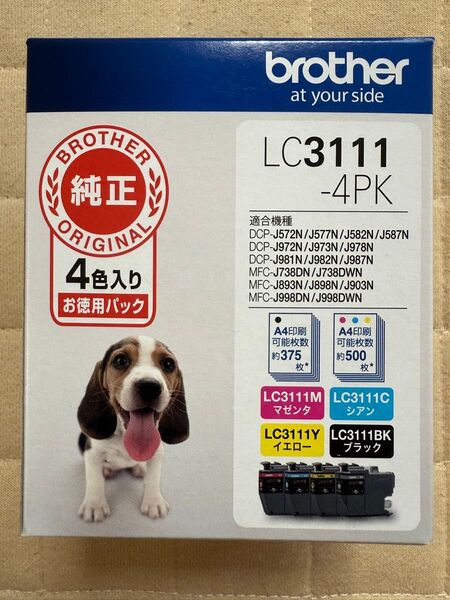 brother
at your side
BROTHER
純正
ORIGINAL
4色入り
お徳用パック
LC3111
-4PK
適合機種
DCP-J572N/J577N/J582N/J587N
DCP-J972N/J973N/J978N
DCP-J981N/J982N/J987N
MFC-J738DN/J738DWN
MFC-J893N/J898N/J903N
MFC-J998DN/J998DWN
A4印刷
可能枚数
約375
枚*
A4印刷
可能枚数
約500
枚*
LC3111M
マゼンタ
LC3111C
シアン
LC3111Y
イエロー
LC3111BK
ブラック